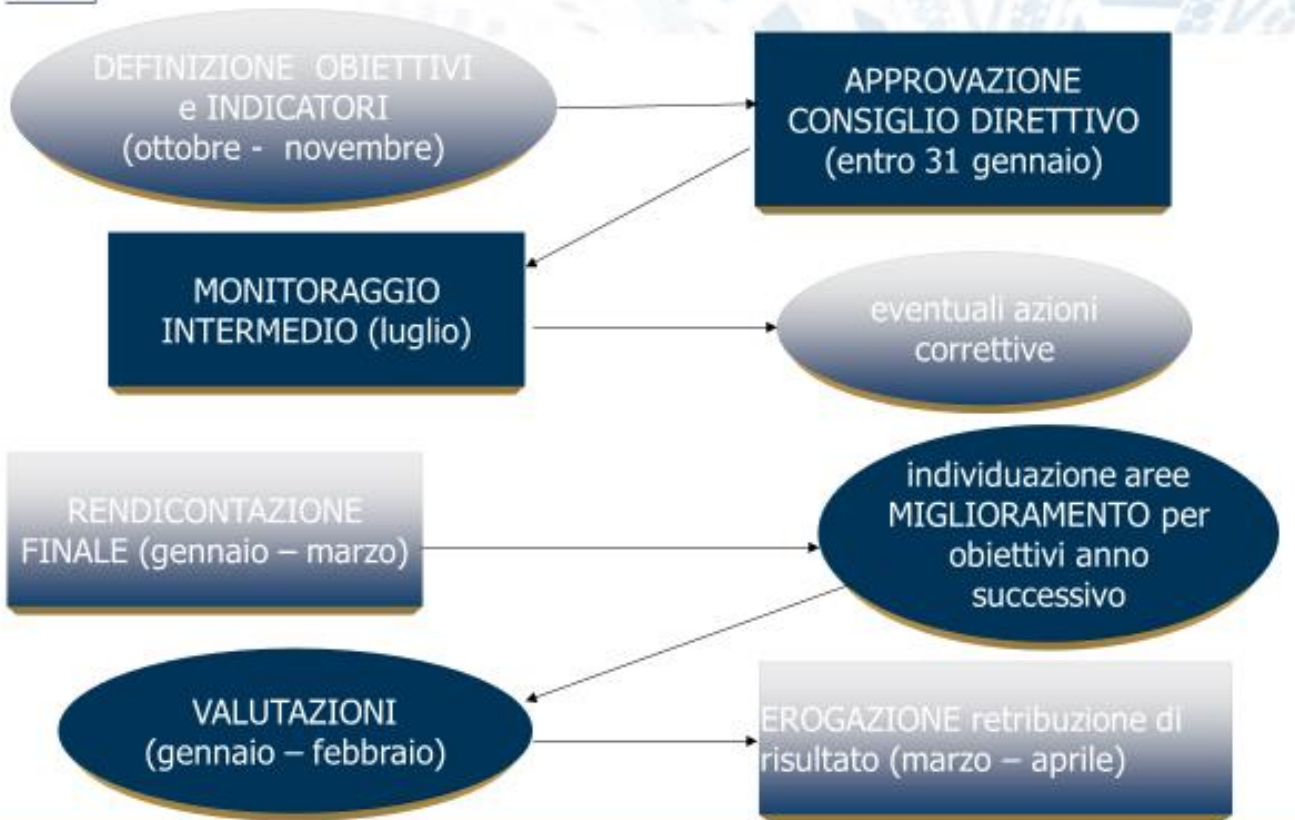 DEFINIZIONE OBIETTIVI
e INDICATORI
(ottobre - novembre)
APPROVAZIONE
CONSIGLIO DIRETTIVO
(entro 31 gennaio)
MONITORAGGIO
INTERMEDIO (luglio)
eventuali azioni
correttive
RENDICONTAZIONE
FINALE (gennaio – marzo)
individuazione aree
MIGLIORAMENTO per
obiettivi anno
successivo
VALUTAZIONI
(gennaio – febbraio)
EROGAZIONE retribuzione di
risultato (marzo – aprile)